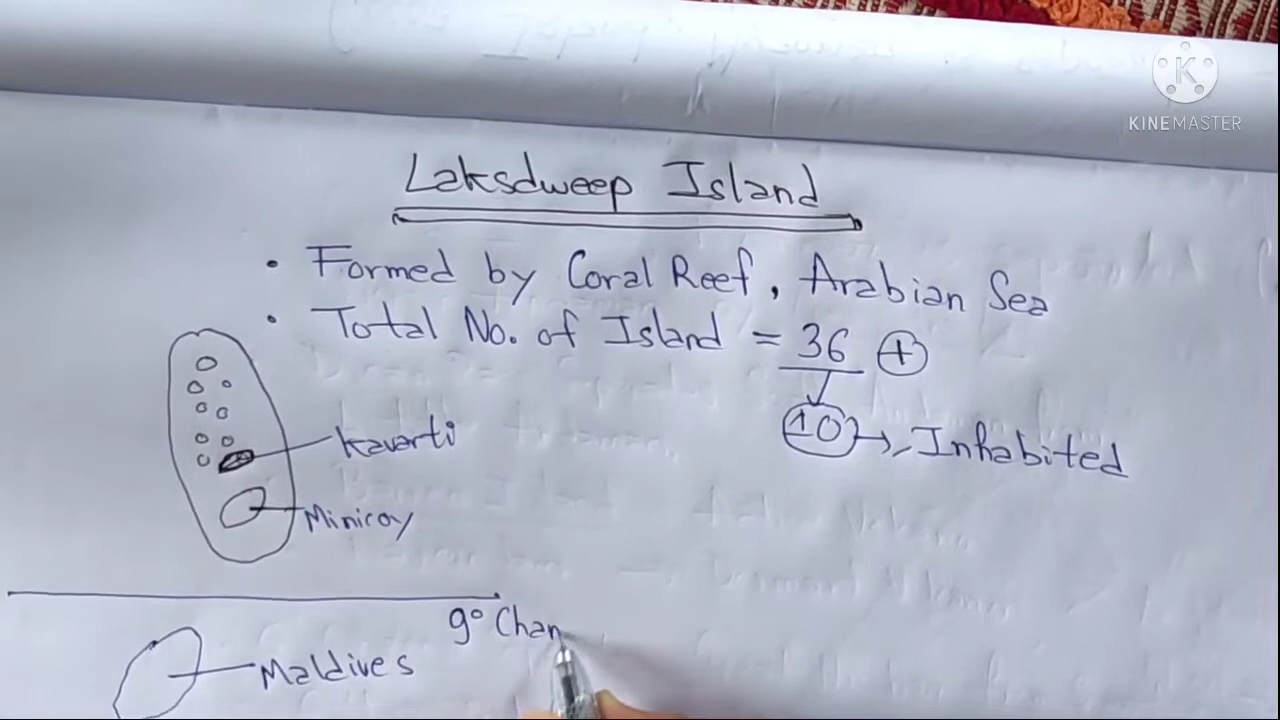 KINEMASTER
Laksdweep Island
• Formed by Coral Reef, Arabian Sea
• Total No. of Island = 36 +
10 → Inhabited
Kavarti
Minicoy
9° Chan
Maldives